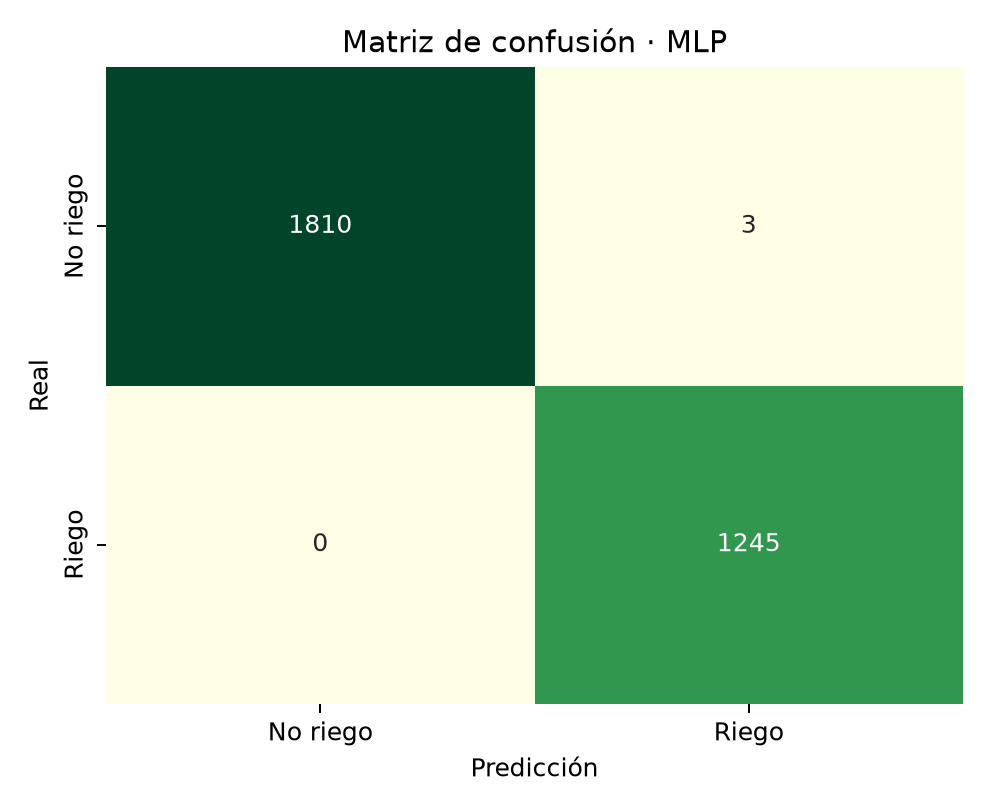 Matriz de confusión · MLP
Real
No riego
1810
3
Riego
0
1245
No riego
Riego
Predicción